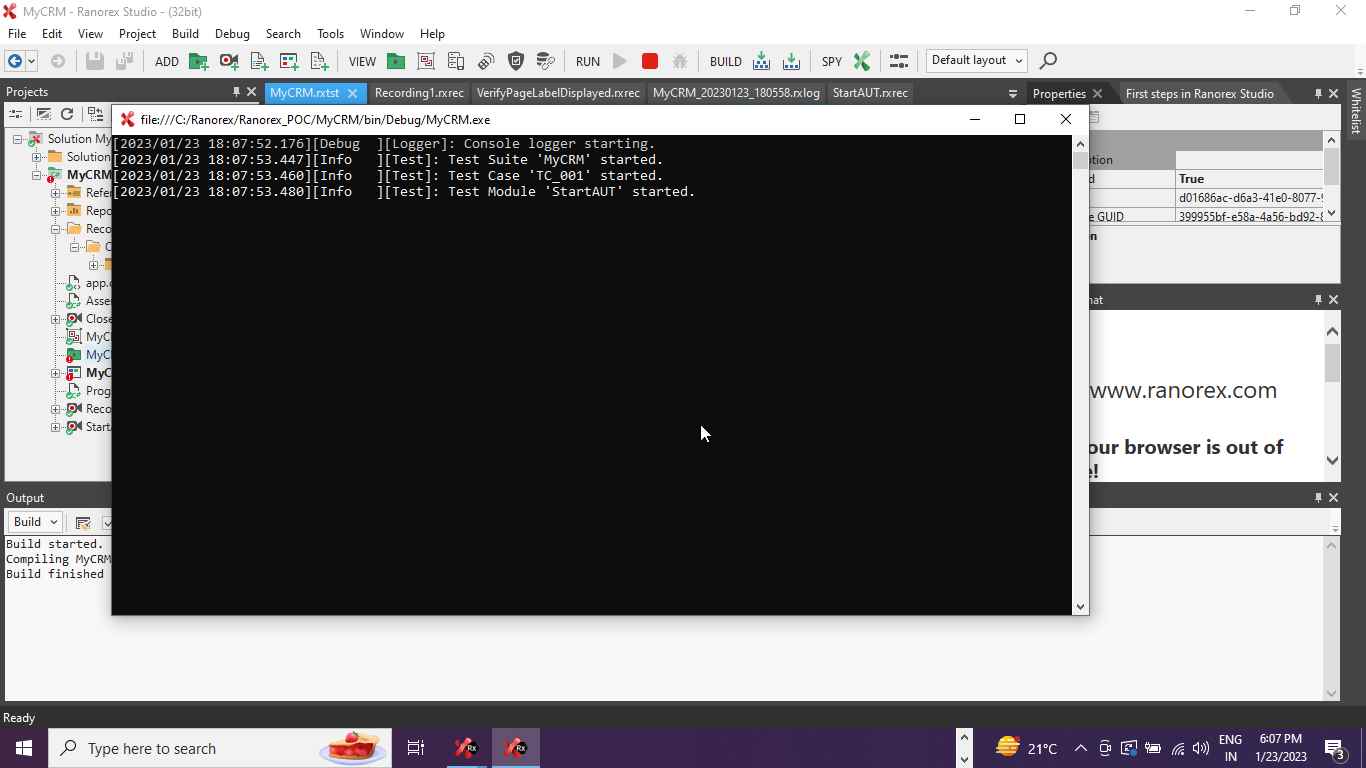 MyCRM - Ranorex Studio - (32bit)
File Edit View Project Build Debug Search Tools Window Help
ADD VIEW RUN BUILD SPY Default layout
Projects
MyCRM.rxtst Recording1.rxrec VerifyPageLabelDisplayed.rxrec MyCRM_20230123_180558.rxlog StartAUT.rxrec
Properties First steps in Ranorex Studio
Whitelist
file:///C:/Ranorex/Ranorex_POC/MyCRM/bin/Debug/MyCRM.exe
[2023/01/23 18:07:52.176][Debug  ][Logger]: Console logger starting.
[2023/01/23 18:07:53.447][Info   ][Test]: Test Suite 'MyCRM' started.
[2023/01/23 18:07:53.460][Info   ][Test]: Test Case 'TC_001' started.
[2023/01/23 18:07:53.480][Info   ][Test]: Test Module 'StartAUT' started.
Solution My
Solution
MyCRM
Refer
Repo
Reco
C
app.c
Asse
Close
MyC
MyC
MyC
Prog
Reco
Start
True
d01686ac-d6a3-41e0-8077-
e GUID 399955bf-e58a-4a56-bd92-
www.ranorex.com
our browser is out of
e!
Output
Build
Build started.
Compiling MyCRM
Build finished
Ready
Type here to search
21°C
ENG
IN
6:07 PM
1/23/2023
3